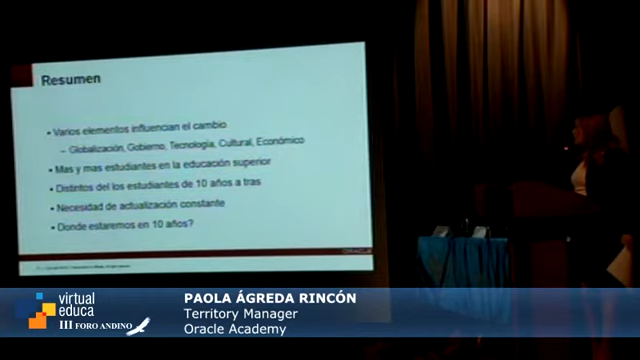 Resumen
• Varios elementos influencian el cambio
– Globalización, Gobierno, Tecnología, Cultural, Económico
• Mas y mas estudiantes en la educación superior
• Distintos del los estudiantes de 10 años a tras
• Necesidad de actualización constante
• Donde estaremos en 10 años?
ORACLE
virtual
educa
III FORO ANDINO
PAOLA ÁGREDA RINCÓN
Territory Manager
Oracle Academy